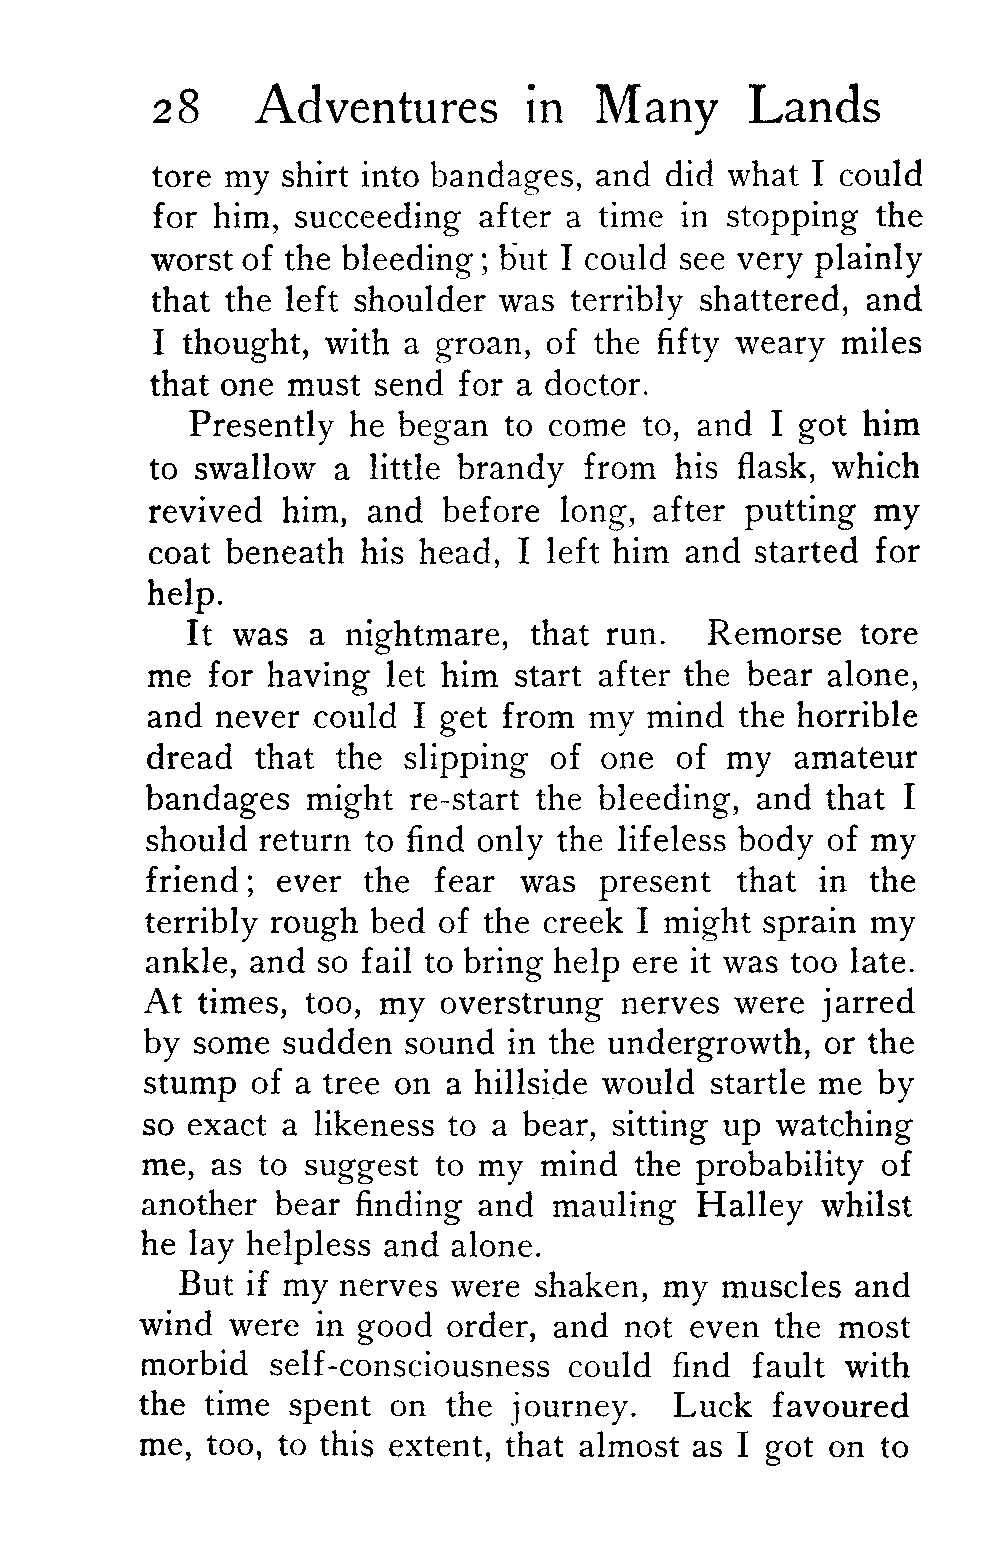 28 Adventures in Many Lands
tore my shirt into bandages, and did what I could
for him, succeeding after a time in stopping the
worst of the bleeding; but I could see very plainly
that the left shoulder was terribly shattered, and
I thought, with a groan, of the fifty weary miles
that one must send for a doctor.
Presently he began to come to, and I got him
to swallow a little brandy from his flask, which
revived him, and before long, after putting my
coat beneath his head, I left him and started for
help.
It was a nightmare, that run. Remorse tore
me for having let him start after the bear alone,
and never could I get from my mind the horrible
dread that the slipping of one of my amateur
bandages might re-start the bleeding, and that I
should return to find only the lifeless body of my
friend; ever the fear was present that in the
terribly rough bed of the creek I might sprain my
ankle, and so fail to bring help ere it was too late.
At times, too, my overstrung nerves were jarred
by some sudden sound in the undergrowth, or the
stump of a tree on a hillside would startle me by
so exact a likeness to a bear, sitting up watching
me, as to suggest to my mind the probability of
another bear finding and mauling Halley whilst
he lay helpless and alone.
But if my nerves were shaken, my muscles and
wind were in good order, and not even the most
morbid self-consciousness could find fault with
the time spent on the journey. Luck favoured
me, too, to this extent, that almost as I got on to